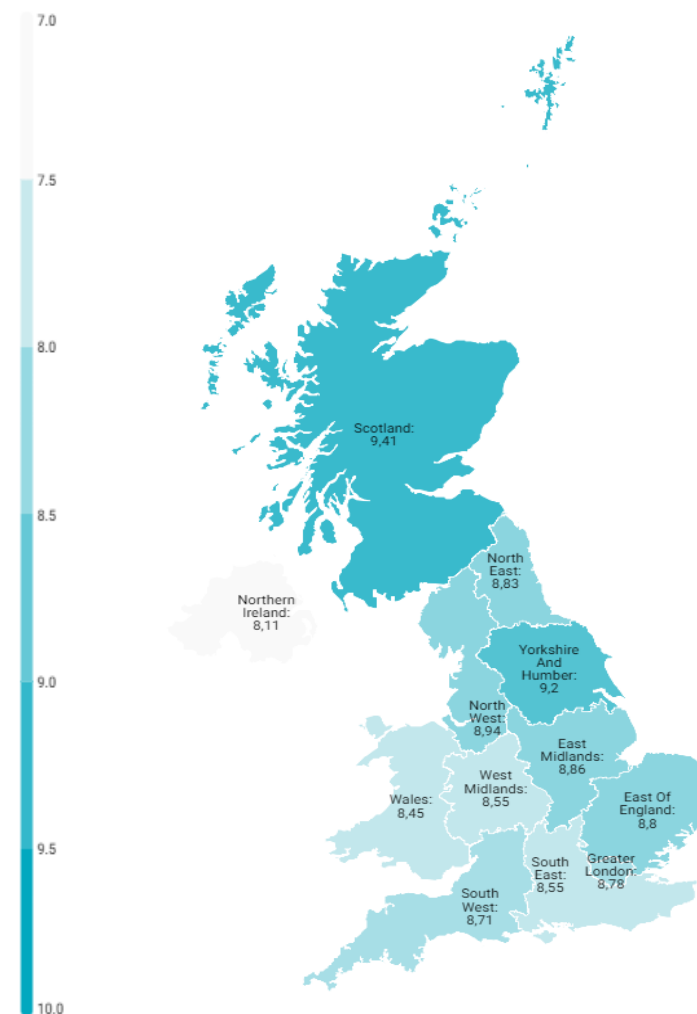 7.0
7.5
8.0
8.5
9.0
9.5
10.0
Scotland:
9,41
North
East:
8,83
Northern
Ireland:
8,11
Yorkshire
And
Humber:
9,2
North
West:
8,94
East
Midlands:
8,86
West
Midlands:
8,55
Wales:
8,45
East Of
England:
8,8
South
East:
8,55
Greater
London:
8,78
South
West:
8,71